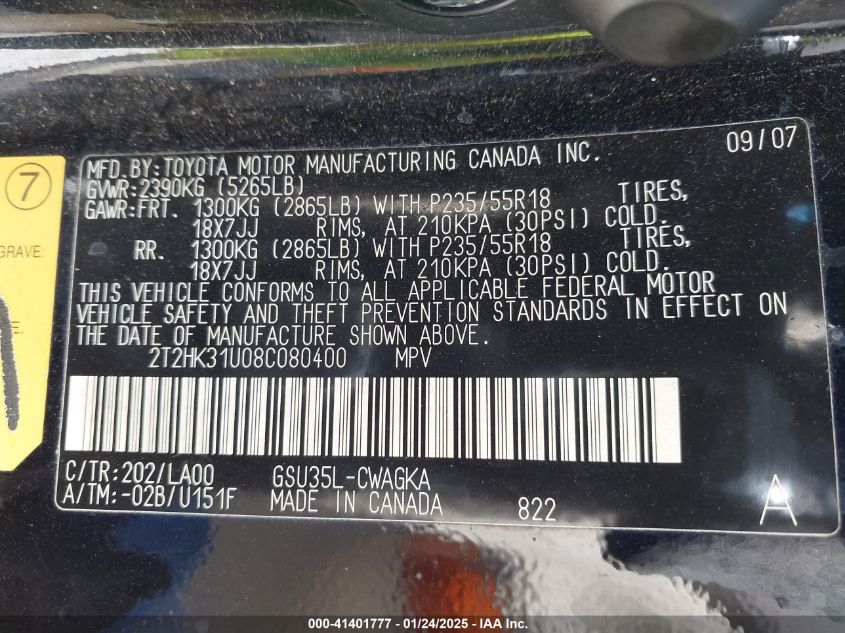 09/07
MFD.BY:TOYOTA MOTOR MANUFACTURING CANADA INC.
GVWR:2390KG (5265LB)
GAWR:FRT. 1300KG (2865LB) WITH P235/55R18 TIRES,
18X7JJ RIMS, AT 210KPA (30PSI) COLD.
RR. 1300KG (2865LB) WITH P235/55R18 TIRES,
18X7JJ RIMS, AT 210KPA (30PSI) COLD.
THIS VEHICLE CONFORMS TO ALL APPLICABLE FEDERAL MOTOR
VEHICLE SAFETY AND THEFT PREVENTION STANDARDS IN EFFECT ON
THE DATE OF MANUFACTURE SHOWN ABOVE.
2T2HK31U08C080400 MPV
C/TR:202/LA00 GSU35L-CWAGKA
A/TM:-02B/U151F MADE IN CANADA 822 A
7
GRAVE:
000-41401777 - 01/24/2025 - IAA Inc.